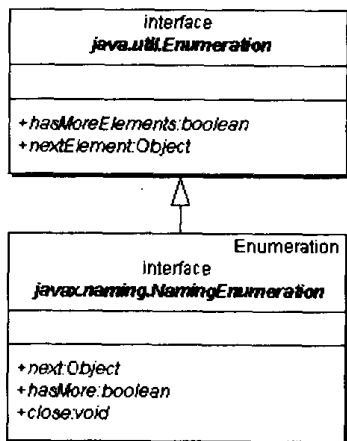 interface
java.util.Enumeration
+hasMoreElements:boolean
+nextElement:Object
Enumeration
interface
javax.naming.NamingEnumeration
+next:Object
+hasMore:boolean
+close:void